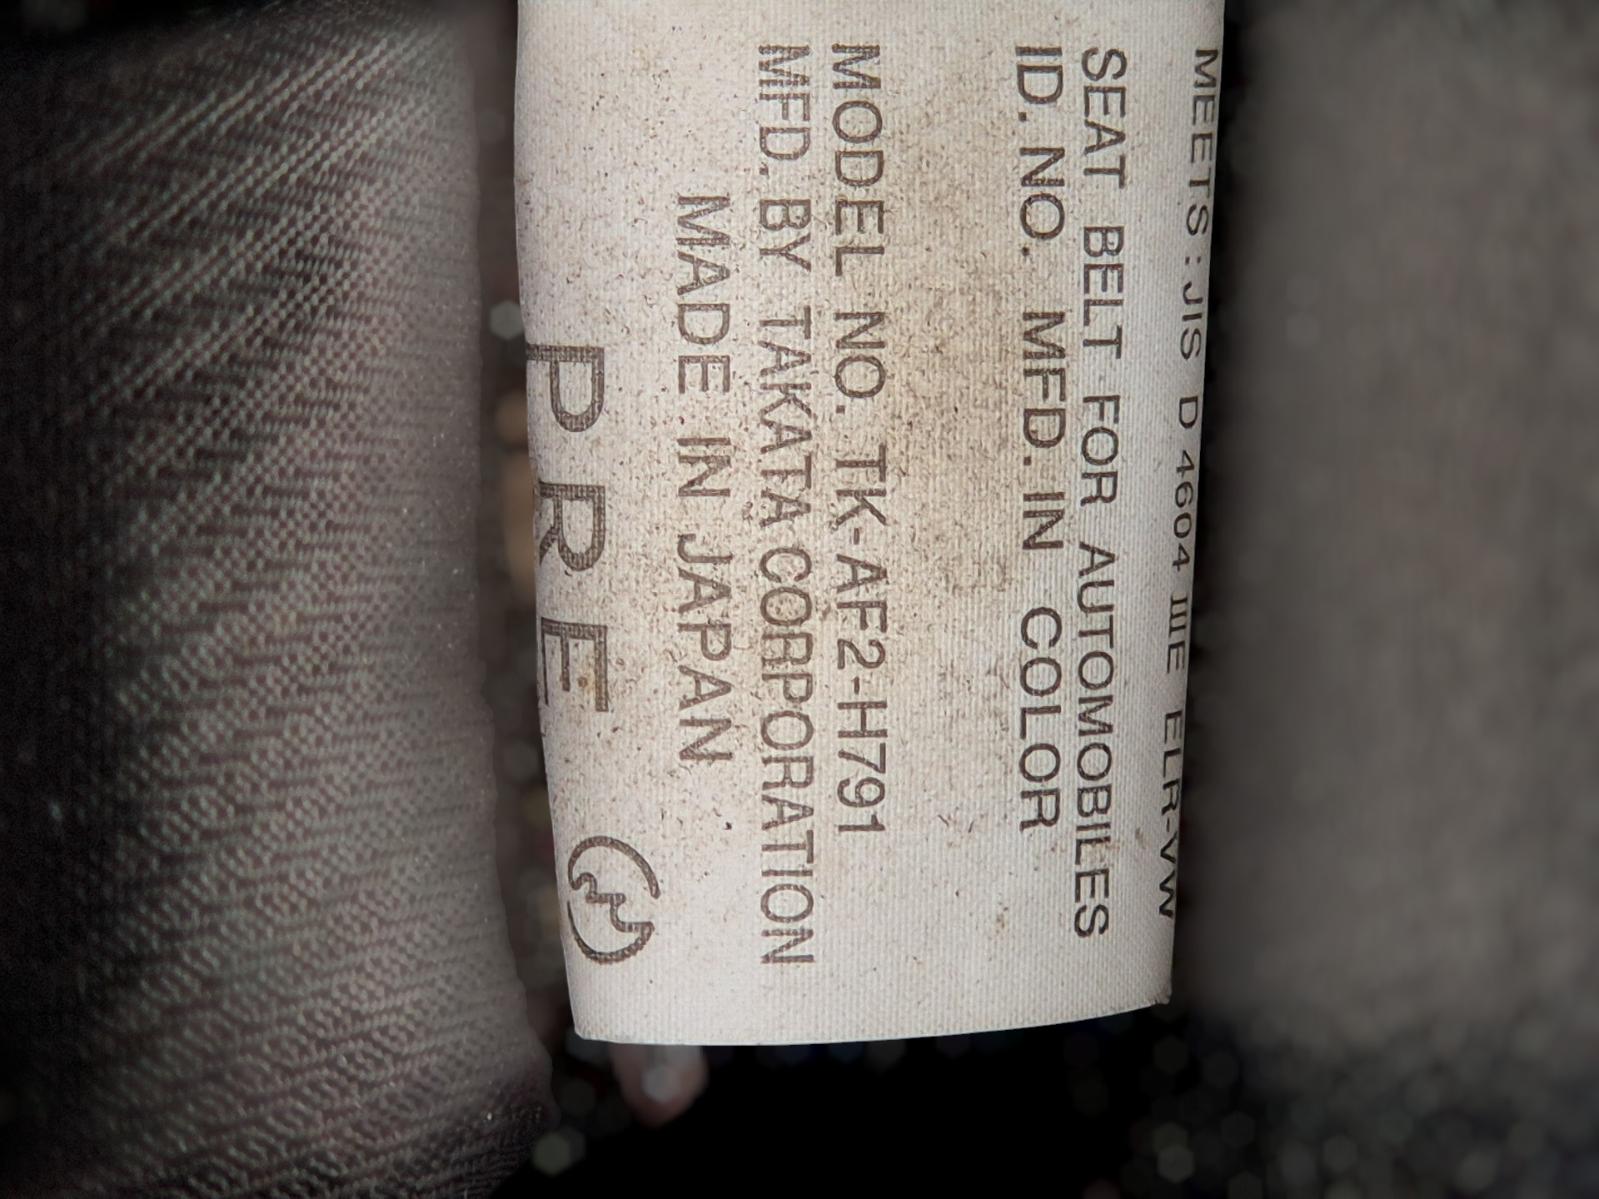 MEETS : JIS D 4604 IIIE ELR-VW
SEAT BELT FOR AUTOMOBILES
ID. NO. MFD. IN COLOR
MODEL NO. TK-AF2-H791
MFD. BY TAKATA CORPORATION
MADE IN JAPAN
PRE